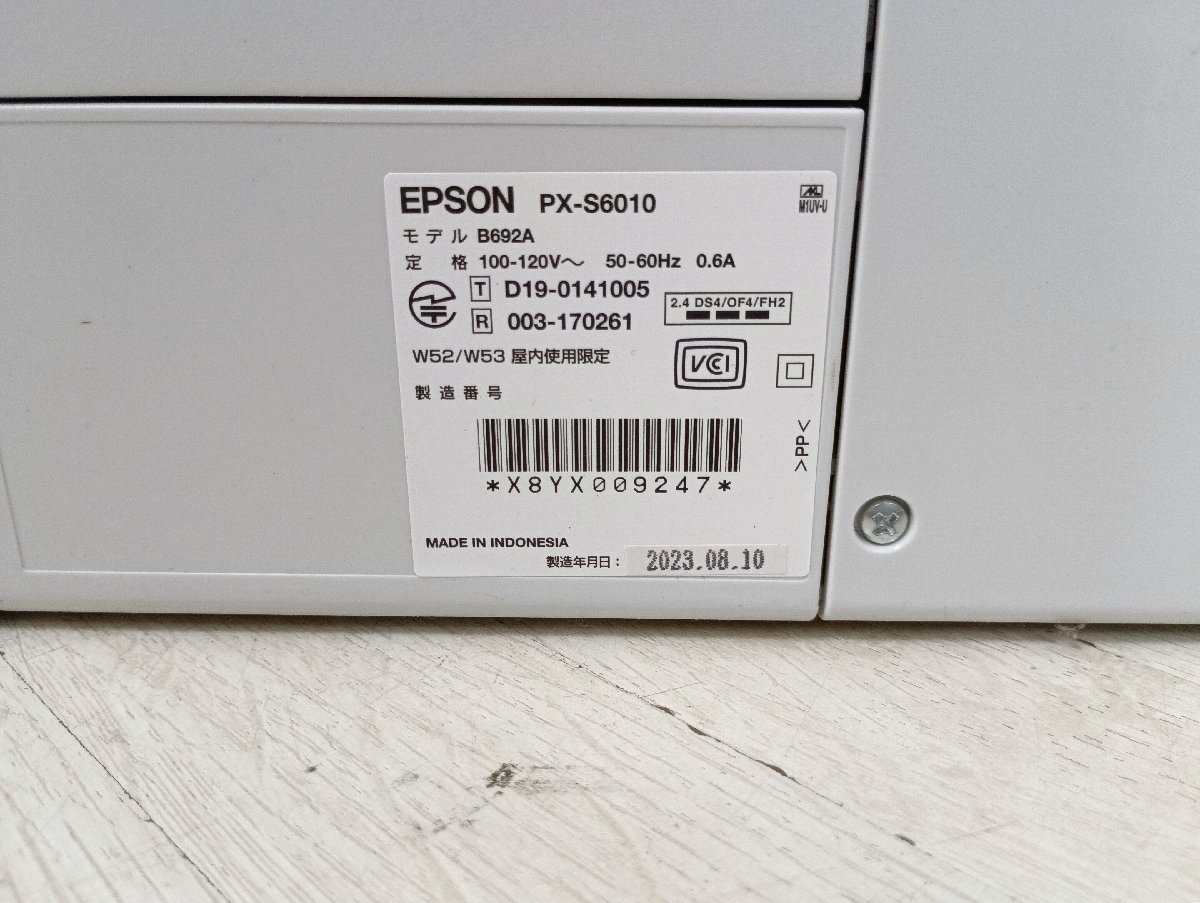 EPSON PX-S6010
M1UV-U
モデル B692A
定 格 100-120V～ 50-60Hz 0.6A
T D19-0141005
R 003-170261
2.4 DS4/OF4/FH2
W52/W53 屋内使用限定
VCCI
製造番号
>PP<
*X8YX009247*
MADE IN INDONESIA
製造年月日： 2023.08.10